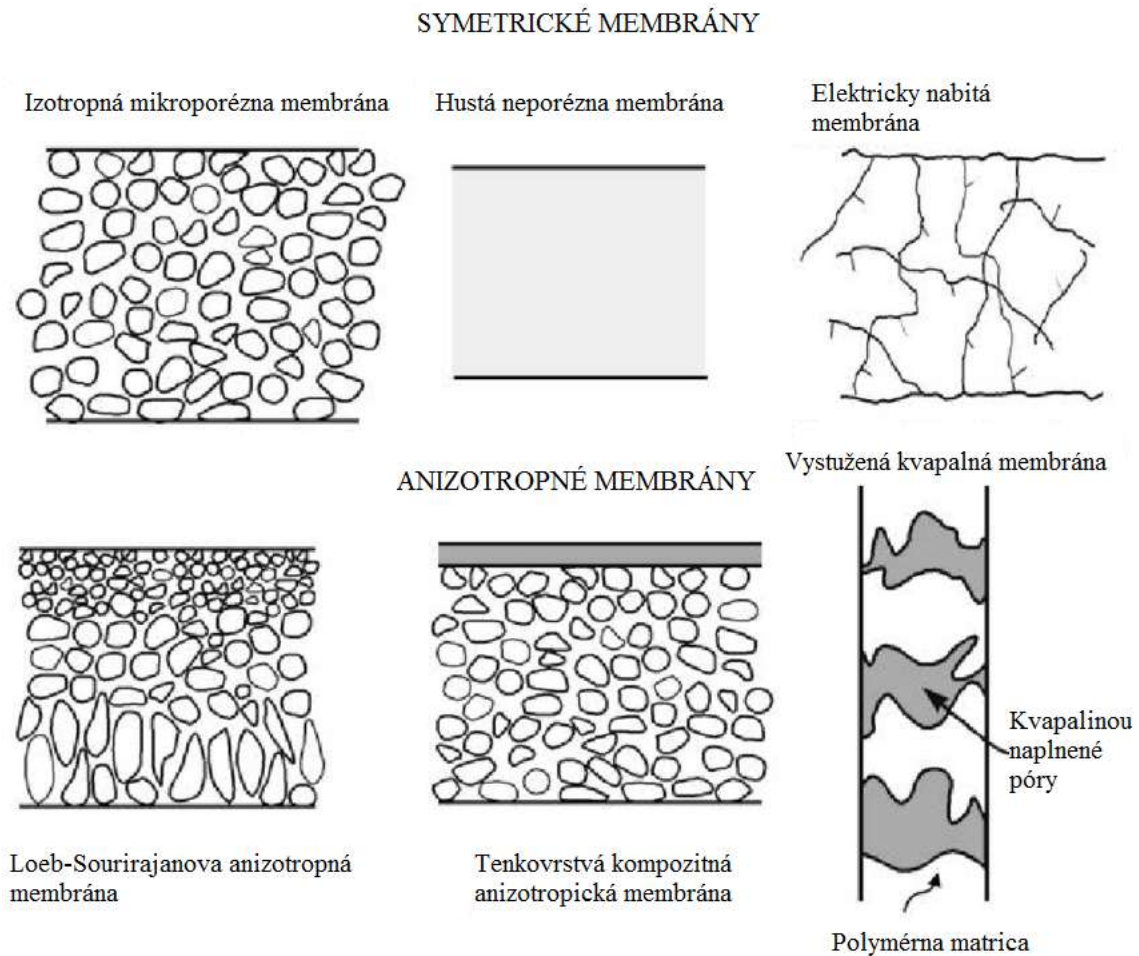 SYMETRICKÉ MEMBRÁNY
Izotropná mikroporézna membrána
Hustá neporézna membrána
Elektricky nabitá
membrána
Vystužená kvapalná membrána
ANIZOTROPNÉ MEMBRÁNY
Kvapalinou
naplnené
póry
Loeb-Sourirajanova anizotropná
membrána
Tenkovrstvá kompozitná
anizotropická membrána
Polymérna matrica